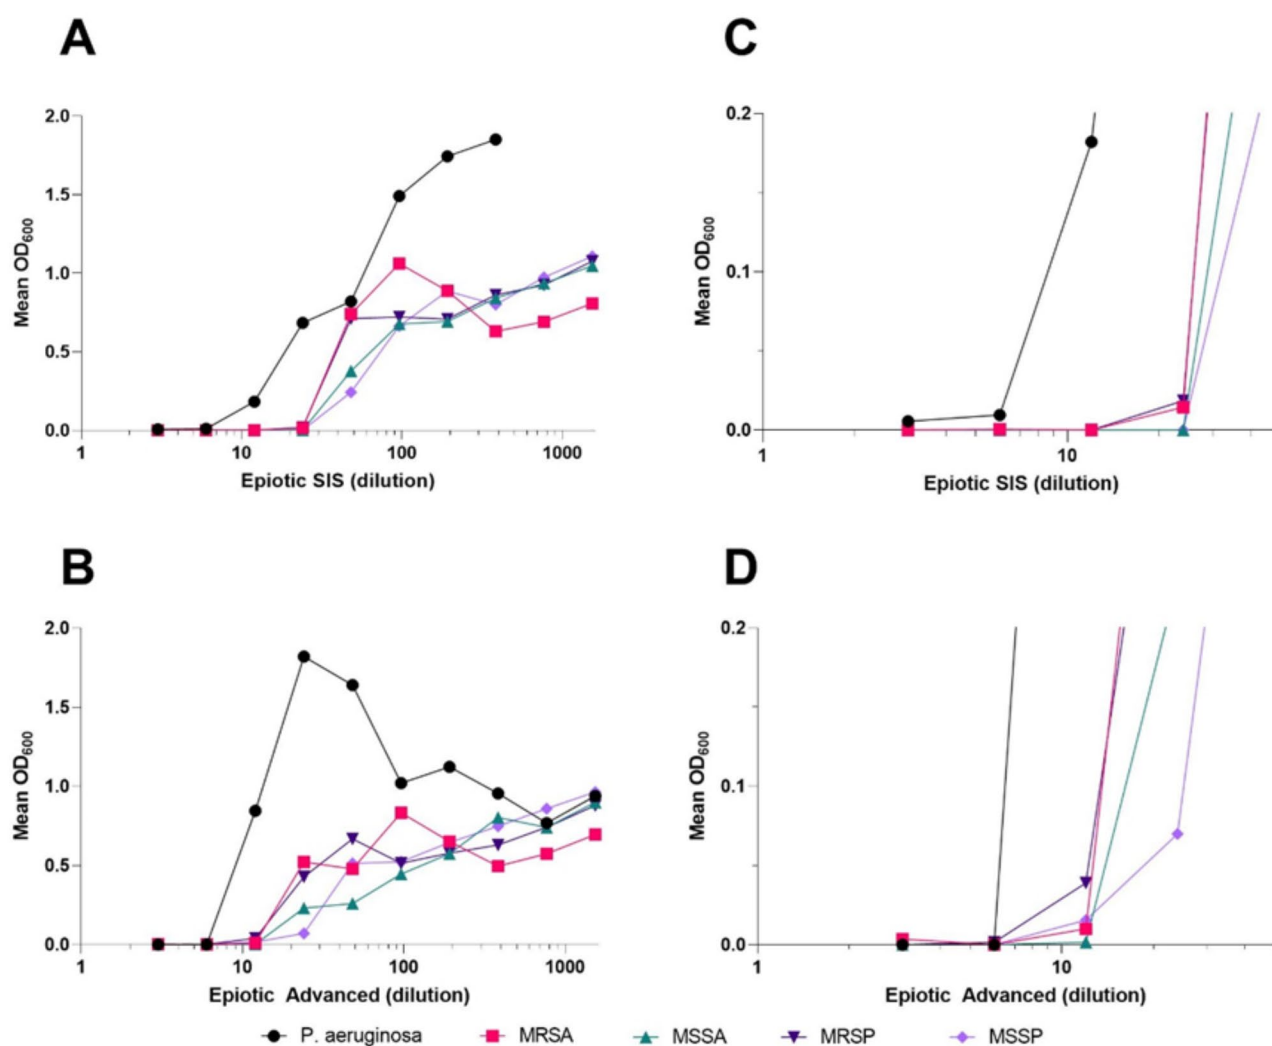 A
2.0
1.5
1.0
0.5
0.0
Mean OD600
1 10 100 1000
Epiotic SIS (dilution)
C
0.2
0.1
0.0
Mean OD600
1 10
Epiotic SIS (dilution)
B
2.0
1.5
1.0
0.5
0.0
Mean OD600
1 10 100 1000
Epiotic Advanced (dilution)
D
0.2
0.1
0.0
Mean OD600
1 10
Epiotic Advanced (dilution)
P. aeruginosa MRSA MSSA MRSP MSSP